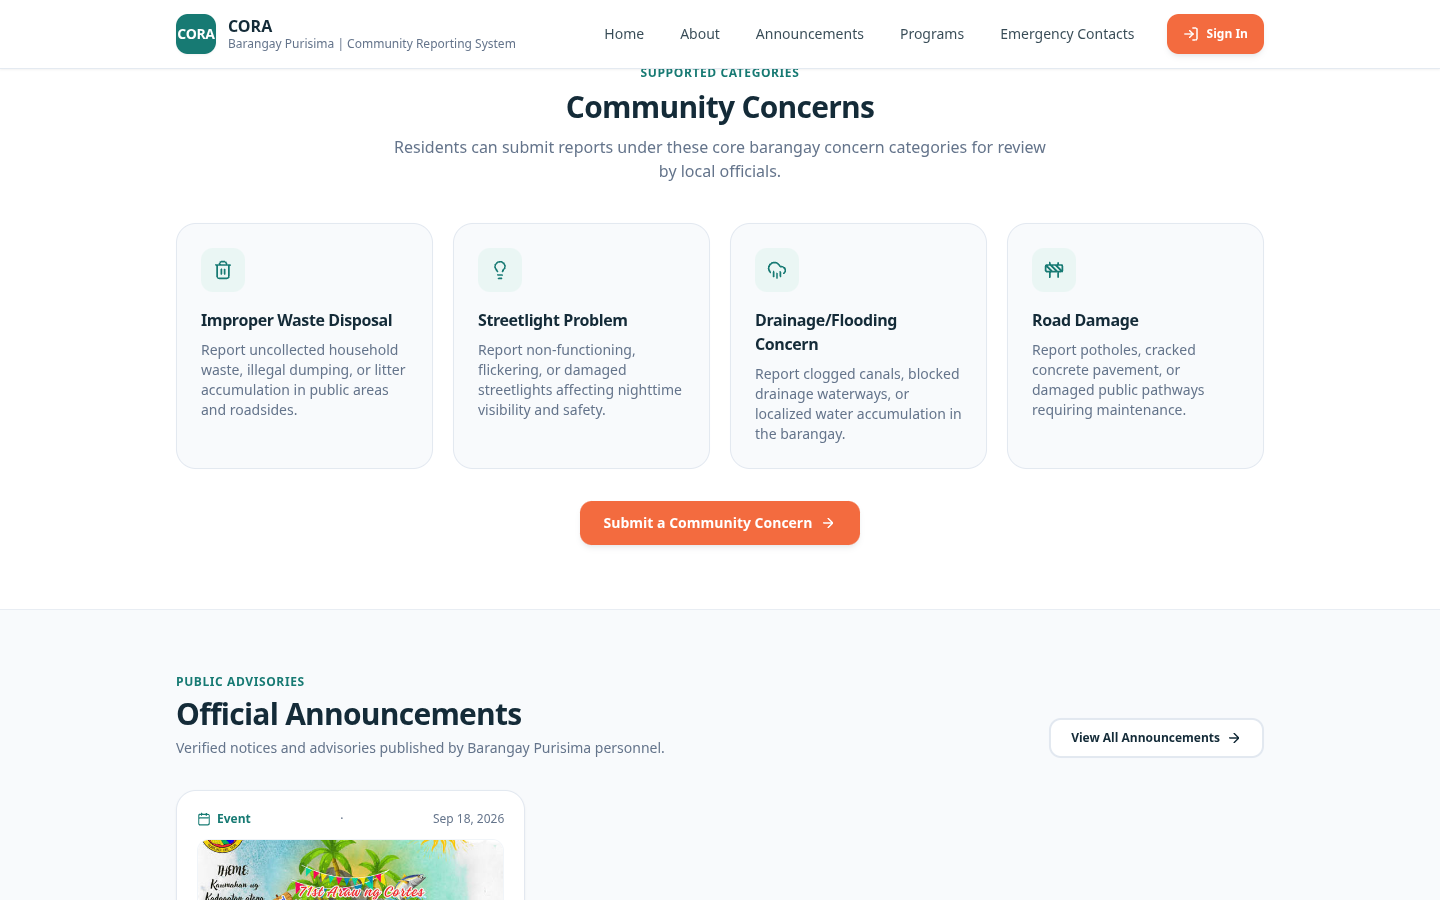 CORA
CORA
Barangay Purisima | Community Reporting System
Home
About
Announcements
Programs
Emergency Contacts
Sign In
SUPPORTED CATEGORIES
Community Concerns
Residents can submit reports under these core barangay concern categories for review
by local officials.
Improper Waste Disposal
Report uncollected household
waste, illegal dumping, or litter
accumulation in public areas
and roadsides.
Streetlight Problem
Report non-functioning,
flickering, or damaged
streetlights affecting nighttime
visibility and safety.
Drainage/Flooding
Concern
Report clogged canals, blocked
drainage waterways, or
localized water accumulation in
the barangay.
Road Damage
Report potholes, cracked
concrete pavement, or
damaged public pathways
requiring maintenance.
Submit a Community Concern
PUBLIC ADVISORIES
Official Announcements
Verified notices and advisories published by Barangay Purisima personnel.
View All Announcements
Event
·
Sep 18, 2026
THEME:
Kauwahan ug
71st Araw ng Cortes